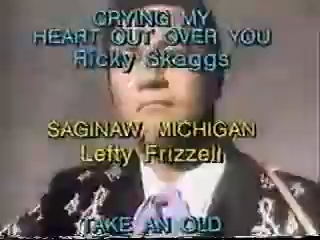 CRYING MY
HEART OUT OVER YOU
Ricky Skaggs
SAGINAW, MICHIGAN
Lefty Frizzell
TAKE AN OLD